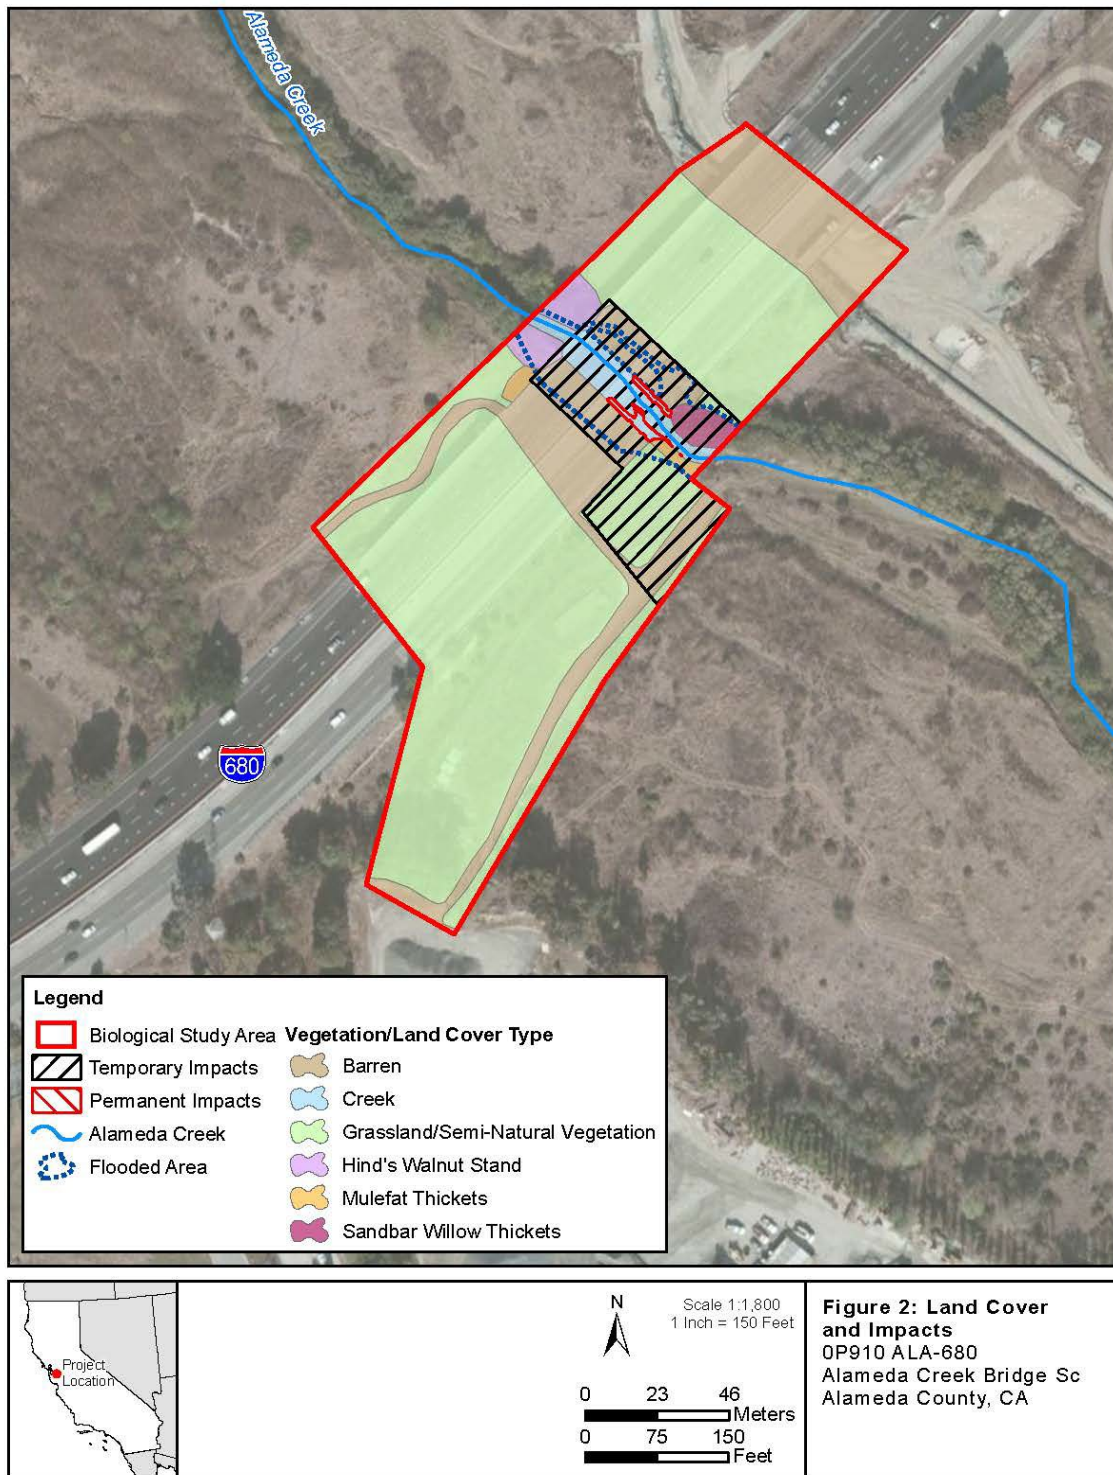 Alameda Creek
680
Legend
Biological Study Area
Temporary Impacts
Permanent Impacts
Alameda Creek
Flooded Area
Vegetation/Land Cover Type
Barren
Creek
Grassland/Semi-Natural Vegetation
Hind's Walnut Stand
Mulefat Thickets
Sandbar Willow Thickets
Project
Location
N
Scale 1:1,800
1 Inch = 150 Feet
0 23 46
Meters
0 75 150
Feet
Figure 2: Land Cover
and Impacts
0P910 ALA-680
Alameda Creek Bridge Sc
Alameda County, CA